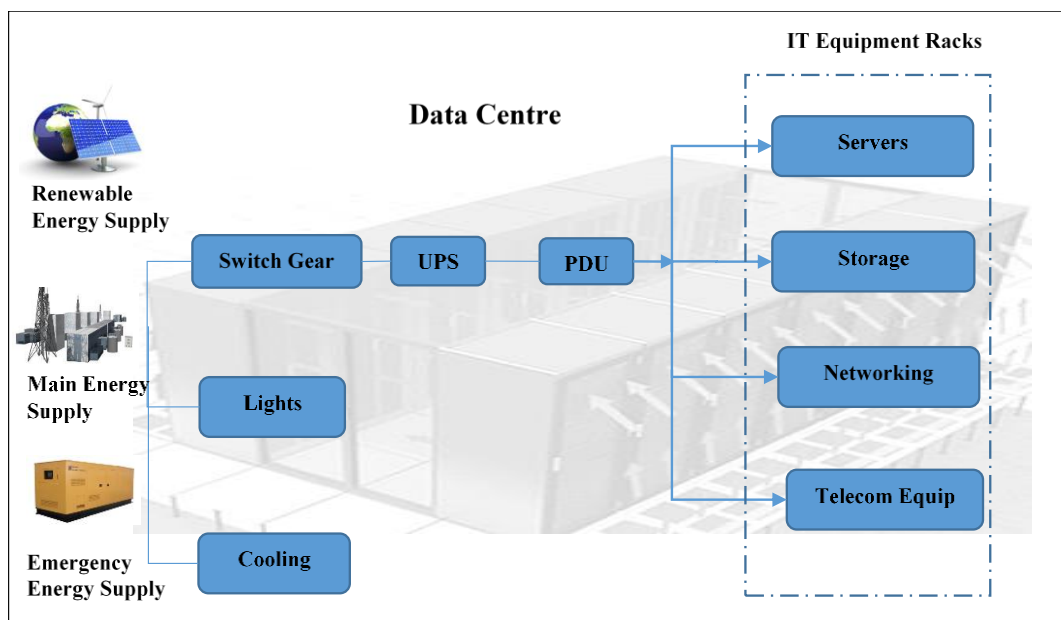 IT Equipment Racks
Data Centre
Servers
Renewable
Energy Supply
Switch Gear
UPS
PDU
Storage
Main Energy
Supply
Lights
Networking
Telecom Equip
Emergency
Energy Supply
Cooling